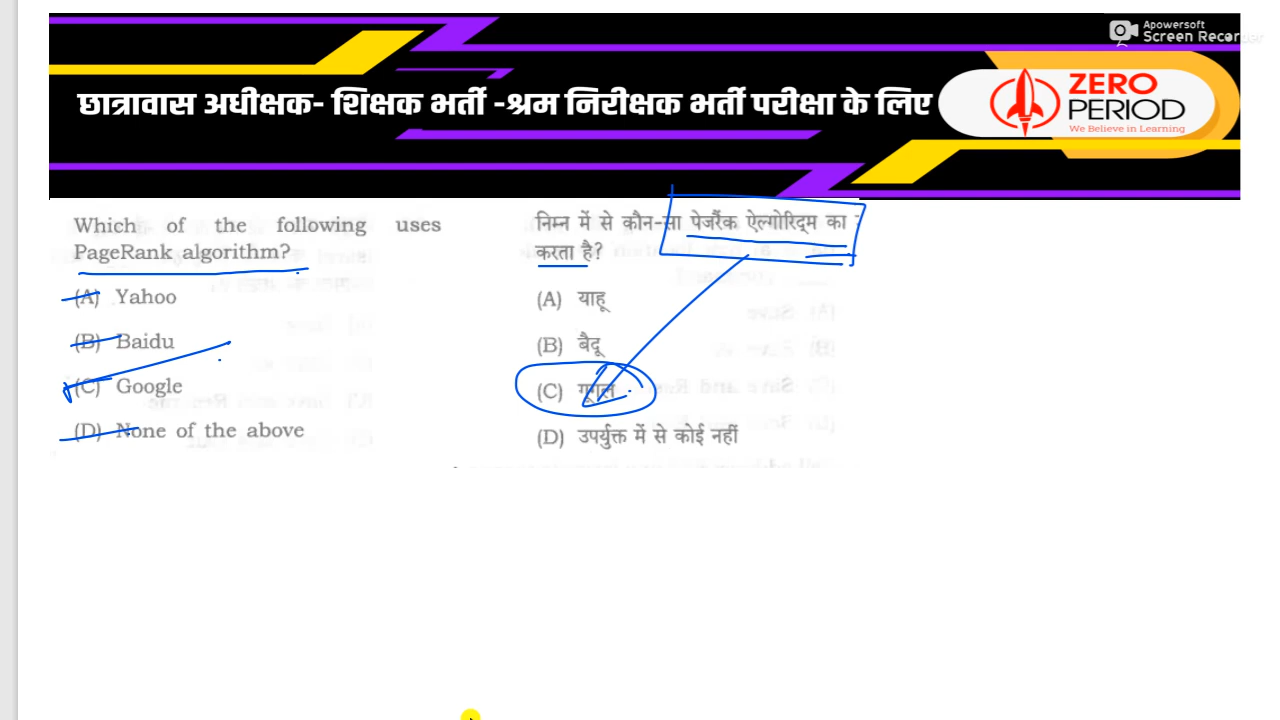 Apowersoft
Screen Recorder
छात्रावास अधीक्षक- शिक्षक भर्ती -श्रम निरीक्षक भर्ती परीक्षा के लिए
ZERO
PERIOD
We Believe in Learning
Which of the following uses
PageRank algorithm?
(A) Yahoo
(B) Baidu
(C) Google
(D) None of the above
निम्न में से कौन-सा पेजरैंक ऐल्गोरिद्म का
करता है?
(A) याहू
(B) बैदू
(C) गूगल
(D) उपर्युक्त में से कोई नहीं